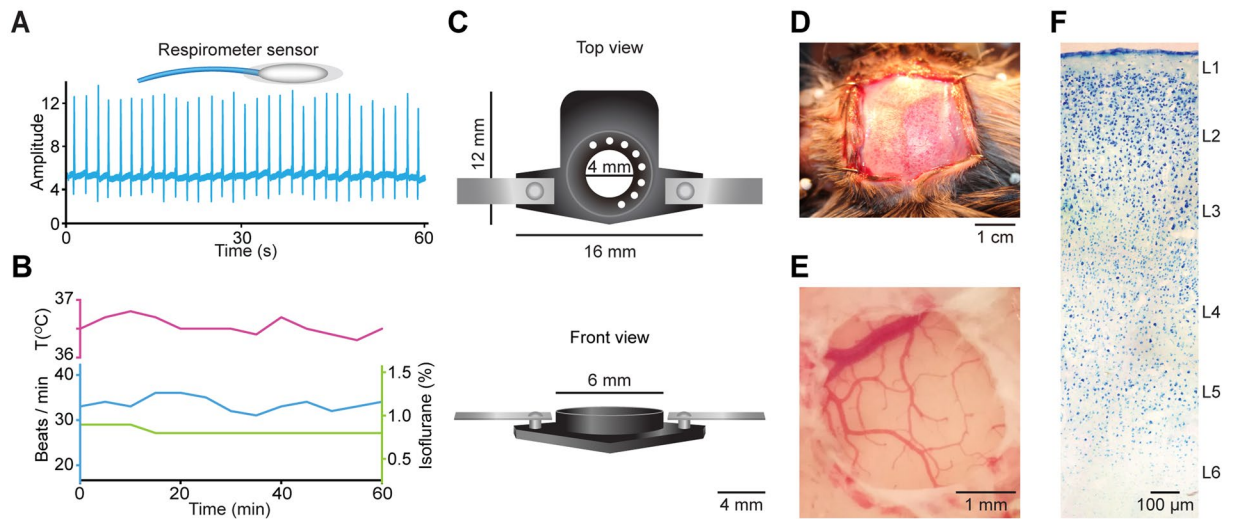 A
Respirometer sensor
Amplitude
12
8
4
0
0
30
60
Time (s)
B
T(°C)
37
36
Beats / min
40
30
20
1.5
1.0
0.5
Isoflurane (%)
0
20
40
60
Time (min)
C
Top view
12 mm
4 mm
16 mm
Front view
6 mm
4 mm
D
1 cm
E
1 mm
F
L1
L2
L3
L4
L5
L6
100 µm